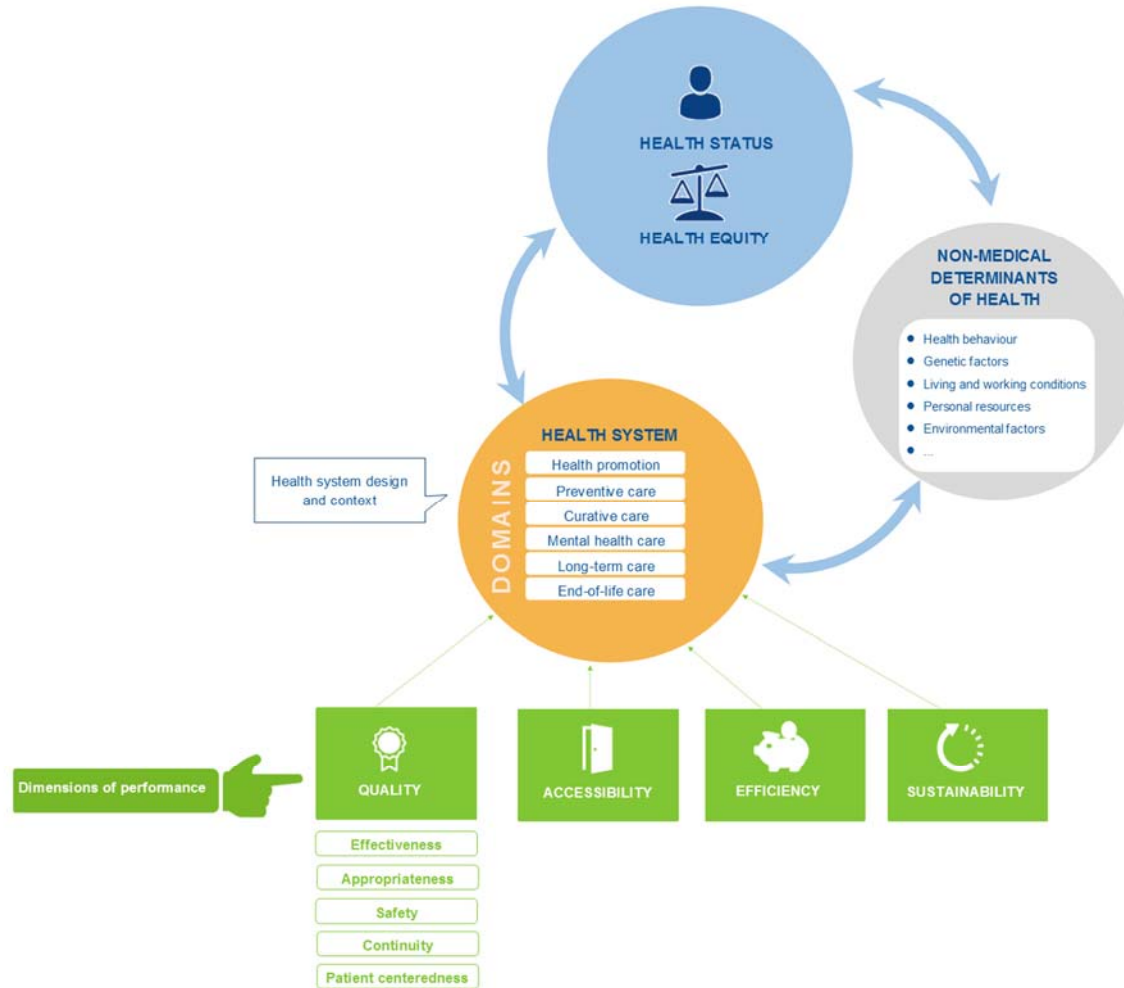 HEALTH STATUS
HEALTH EQUITY
NON-MEDICAL
DETERMINANTS
OF HEALTH
● Health behaviour
● Genetic factors
● Living and working conditions
● Personal resources
● Environmental factors
● ...
HEALTH SYSTEM
DOMAINS
Health promotion
Preventive care
Curative care
Mental health care
Long-term care
End-of-life care
Health system design
and context
Dimensions of performance
QUALITY
ACCESSIBILITY
EFFICIENCY
SUSTAINABILITY
Effectiveness
Appropriateness
Safety
Continuity
Patient centeredness